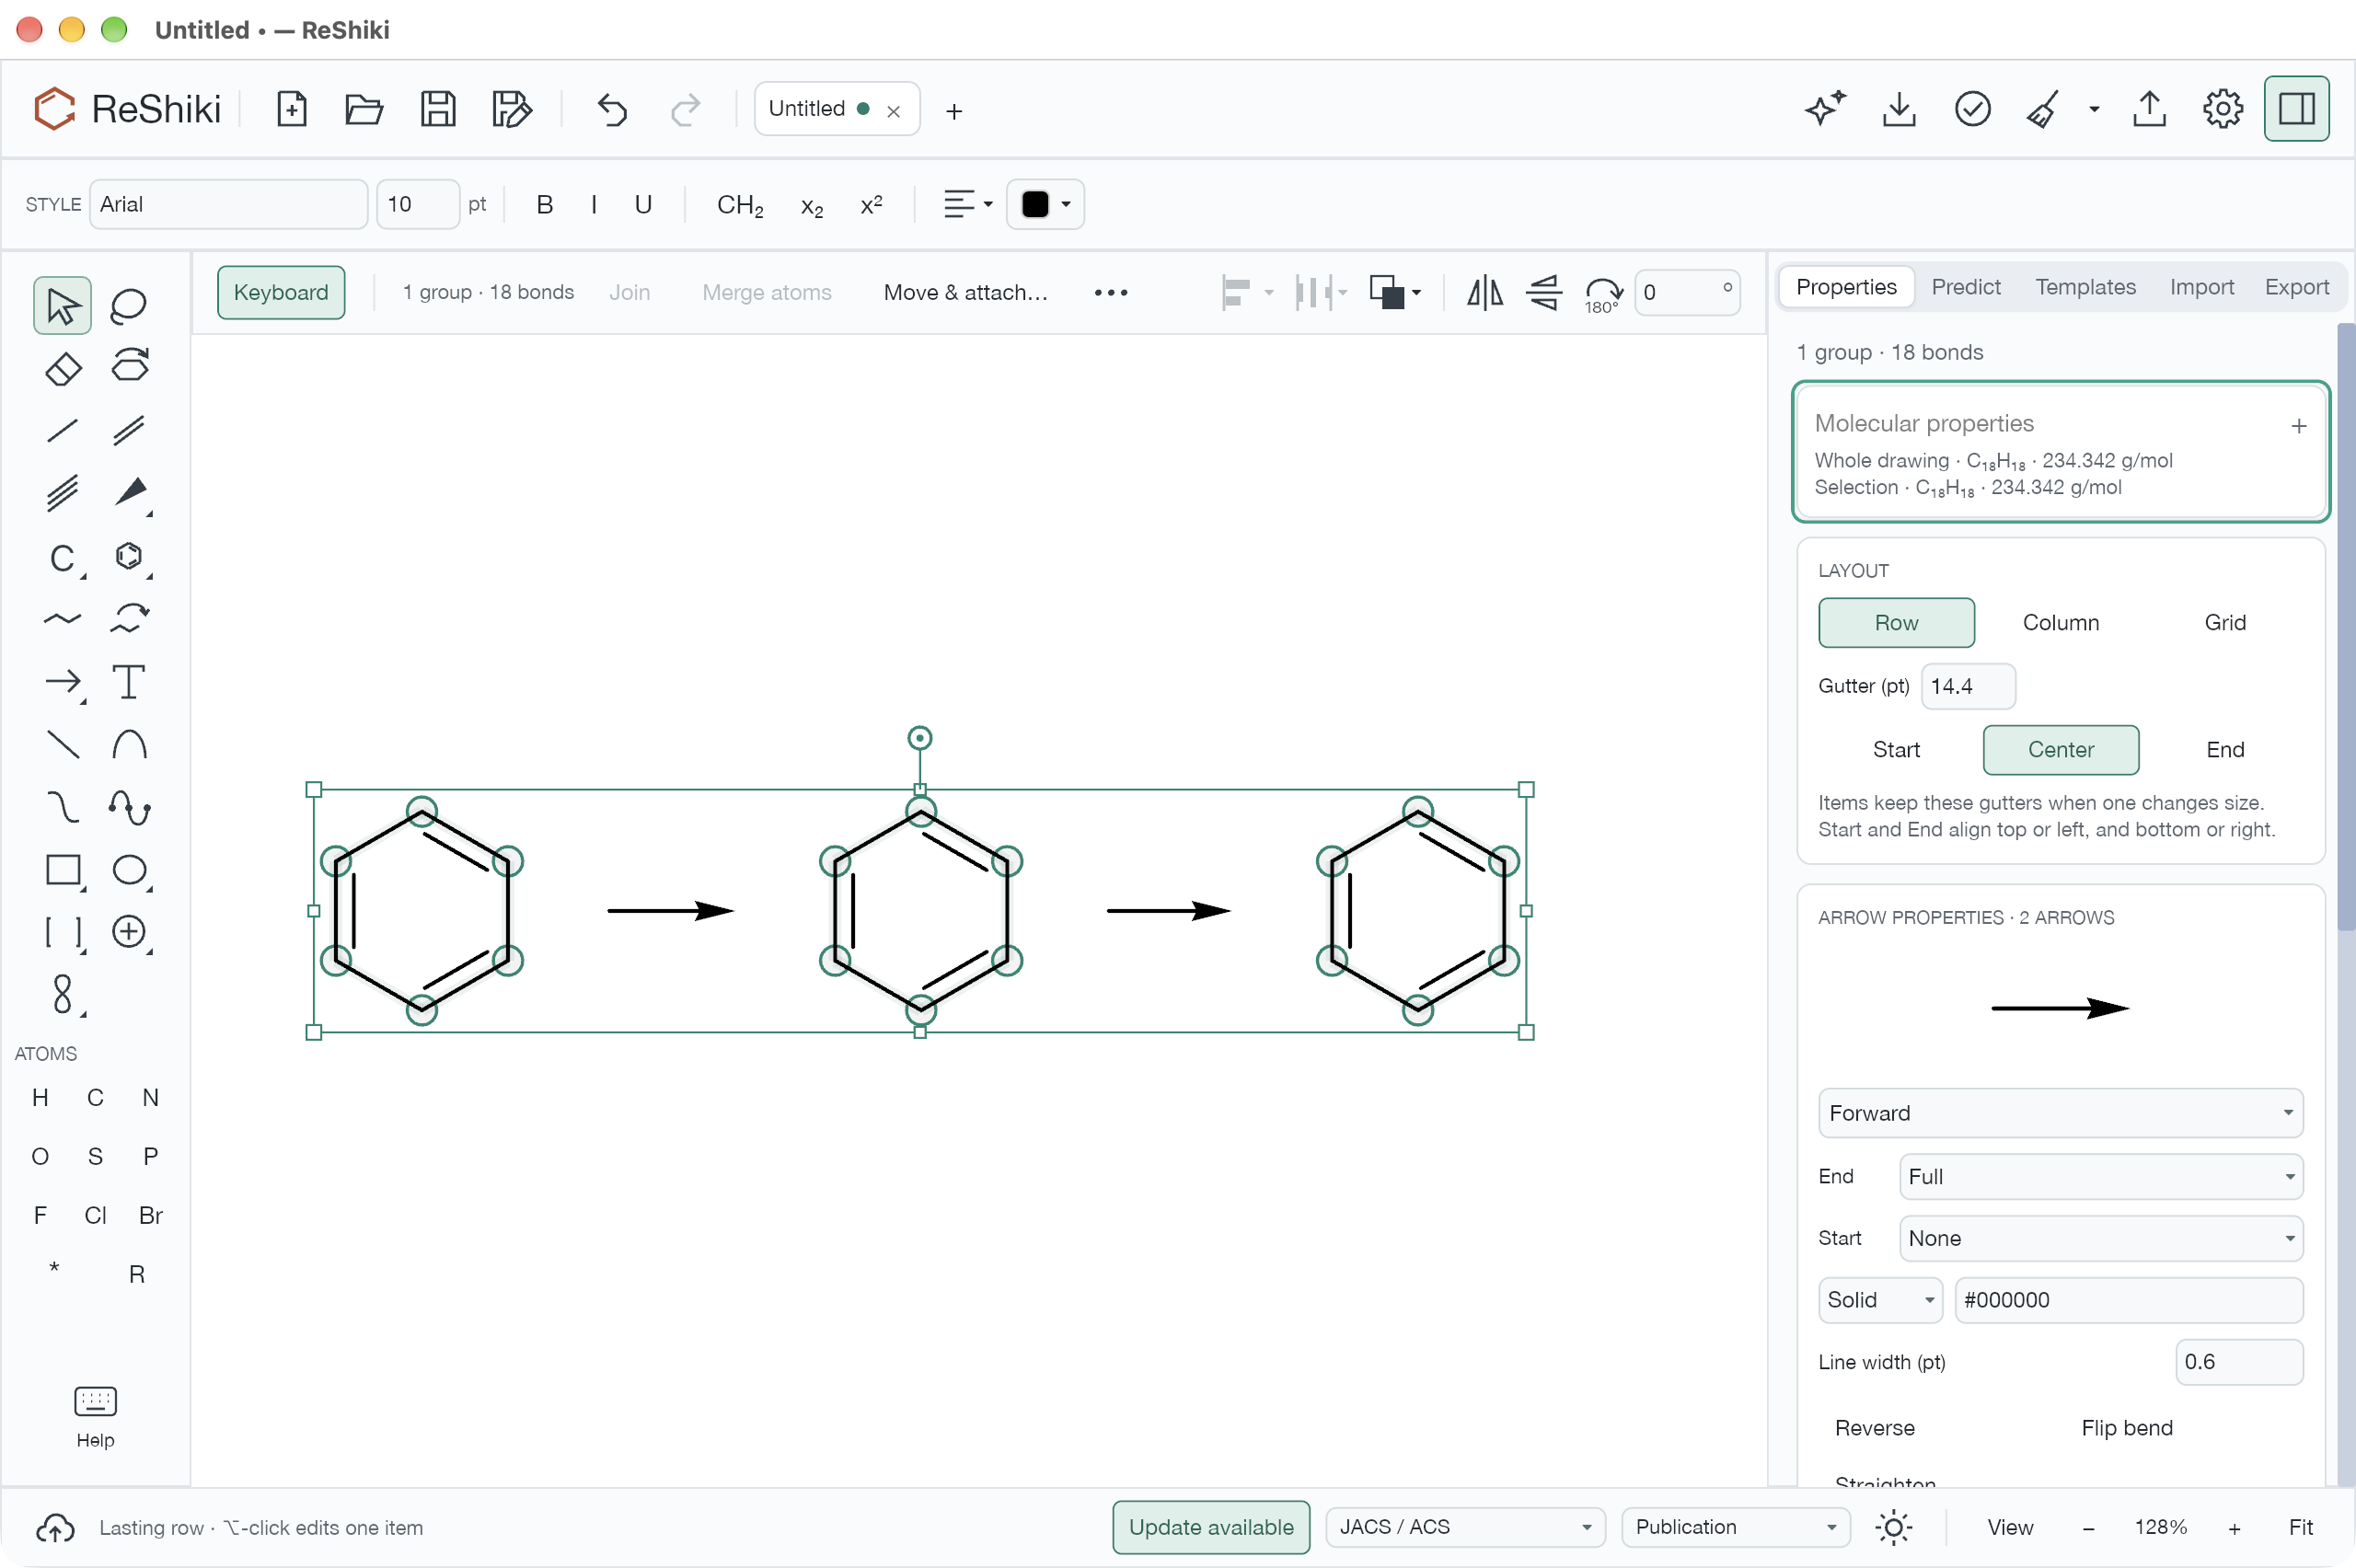 Untitled • — ReShiki
ReShiki
Untitled
STYLE Arial 10 pt B I U CH₂ x₂ x²
Keyboard 1 group · 18 bonds Join Merge atoms Move & attach... 180° 0 °
Properties Predict Templates Import Export
1 group · 18 bonds
Molecular properties +
Whole drawing · C₁₈H₁₈ · 234.342 g/mol
Selection · C₁₈H₁₈ · 234.342 g/mol
LAYOUT
Row Column Grid
Gutter (pt) 14.4
Start Center End
Items keep these gutters when one changes size.
Start and End align top or left, and bottom or right.
ARROW PROPERTIES · 2 ARROWS
Forward
End Full
Start None
Solid #000000
Line width (pt) 0.6
Reverse Flip bend
Straighten
C
T
ATOMS
H C N
O S P
F Cl Br
* R
Help
Lasting row · ⌥-click edits one item
Update available JACS / ACS Publication View − 128% + Fit